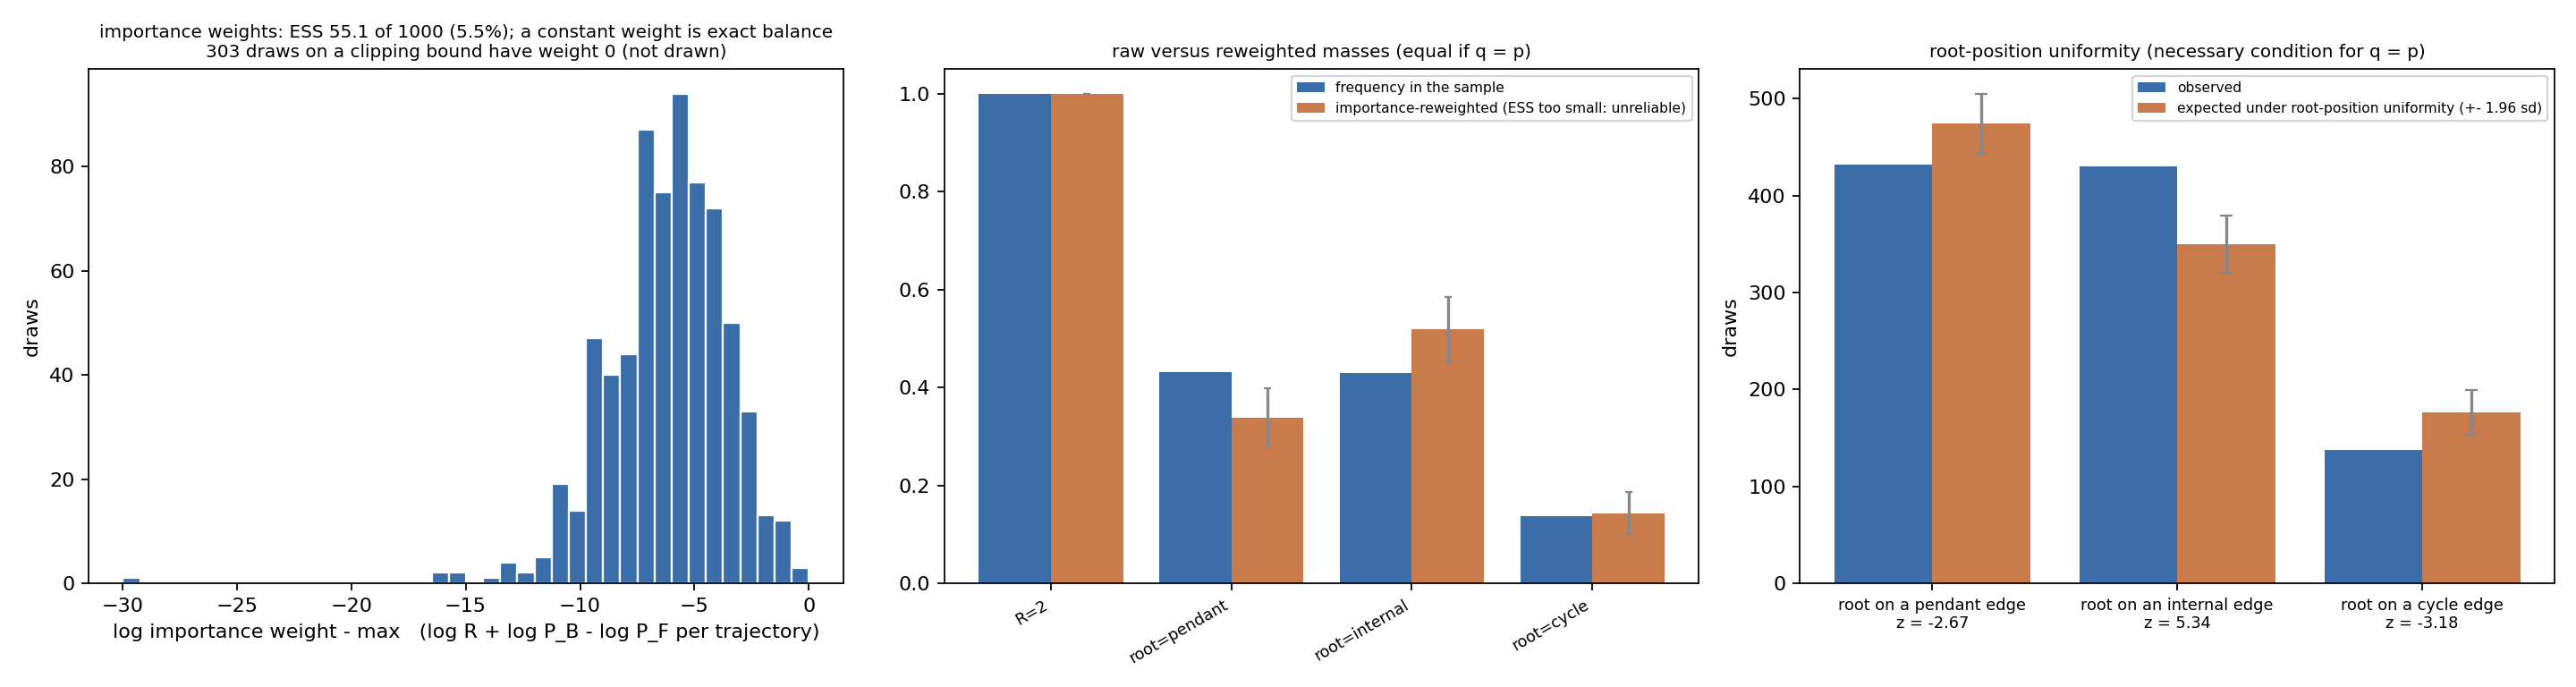 importance weights: ESS 55.1 of 1000 (5.5%); a constant weight is exact balance
303 draws on a clipping bound have weight 0 (not drawn)
draws
80
60
40
20
0
−30
−25
−20
−15
−10
−5
0
log importance weight - max   (log R + log P_B - log P_F per trajectory)
raw versus reweighted masses (equal if q = p)
frequency in the sample
importance-reweighted (ESS too small: unreliable)
1.0
0.8
0.6
0.4
0.2
0.0
R=2
root=pendant
root=internal
root=cycle
root-position uniformity (necessary condition for q = p)
observed
expected under root-position uniformity (+- 1.96 sd)
draws
500
400
300
200
100
0
root on a pendant edge
z = -2.67
root on an internal edge
z = 5.34
root on a cycle edge
z = -3.18